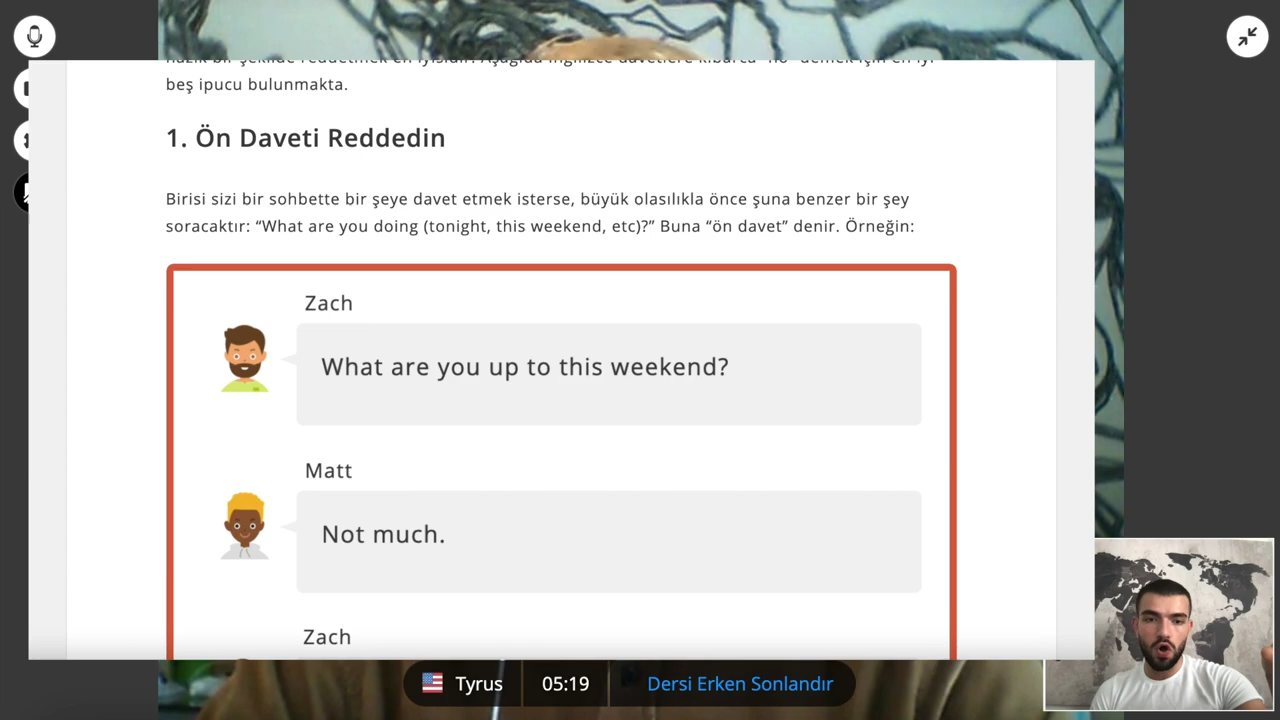 beş ipucu bulunmakta.
1. Ön Daveti Reddedin
Birisi sizi bir sohbette bir şeye davet etmek isterse, büyük olasılıkla önce şuna benzer bir şey
soracaktır: “What are you doing (tonight, this weekend, etc)?” Buna “ön davet” denir. Örneğin:
Zach
What are you up to this weekend?
Matt
Not much.
Zach
Tyrus
05:19
Dersi Erken Sonlandır